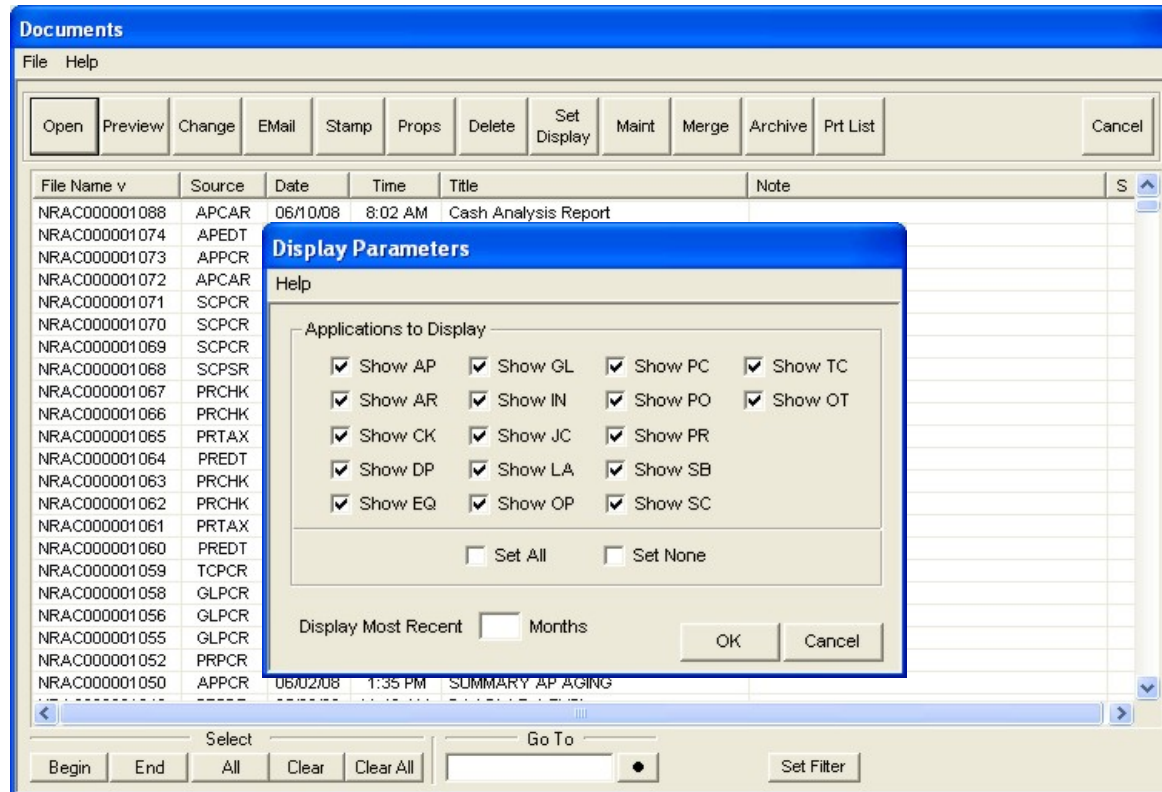 Documents
File Help
Open Preview Change EMail Stamp Props Delete Set Display Maint Merge Archive Prt List Cancel
File Name v Source Date Time Title Note S
NRAC000001088 APCAR 06/10/08 8:02 AM Cash Analysis Report
NRAC000001074 APEDT
NRAC000001073 APPCR
NRAC000001072 APCAR
NRAC000001071 SCPCR
NRAC000001070 SCPCR
NRAC000001069 SCPCR
NRAC000001068 SCPSR
NRAC000001067 PRCHK
NRAC000001066 PRCHK
NRAC000001065 PRTAX
NRAC000001064 PREDT
NRAC000001063 PRCHK
NRAC000001062 PRCHK
NRAC000001061 PRTAX
NRAC000001060 PREDT
NRAC000001059 TCPCR
NRAC000001058 GLPCR
NRAC000001056 GLPCR
NRAC000001055 GLPCR
NRAC000001052 PRPCR
NRAC000001050 APPCR 06/02/08 1:35 PM SUMMARY AP AGING
Display Parameters
Help
Applications to Display
Show AP Show GL Show PC Show TC
Show AR Show IN Show PO Show OT
Show CK Show JC Show PR
Show DP Show LA Show SB
Show EQ Show OP Show SC
Set All Set None
Display Most Recent Months
OK Cancel
Select Go To
Begin End All Clear Clear All Set Filter